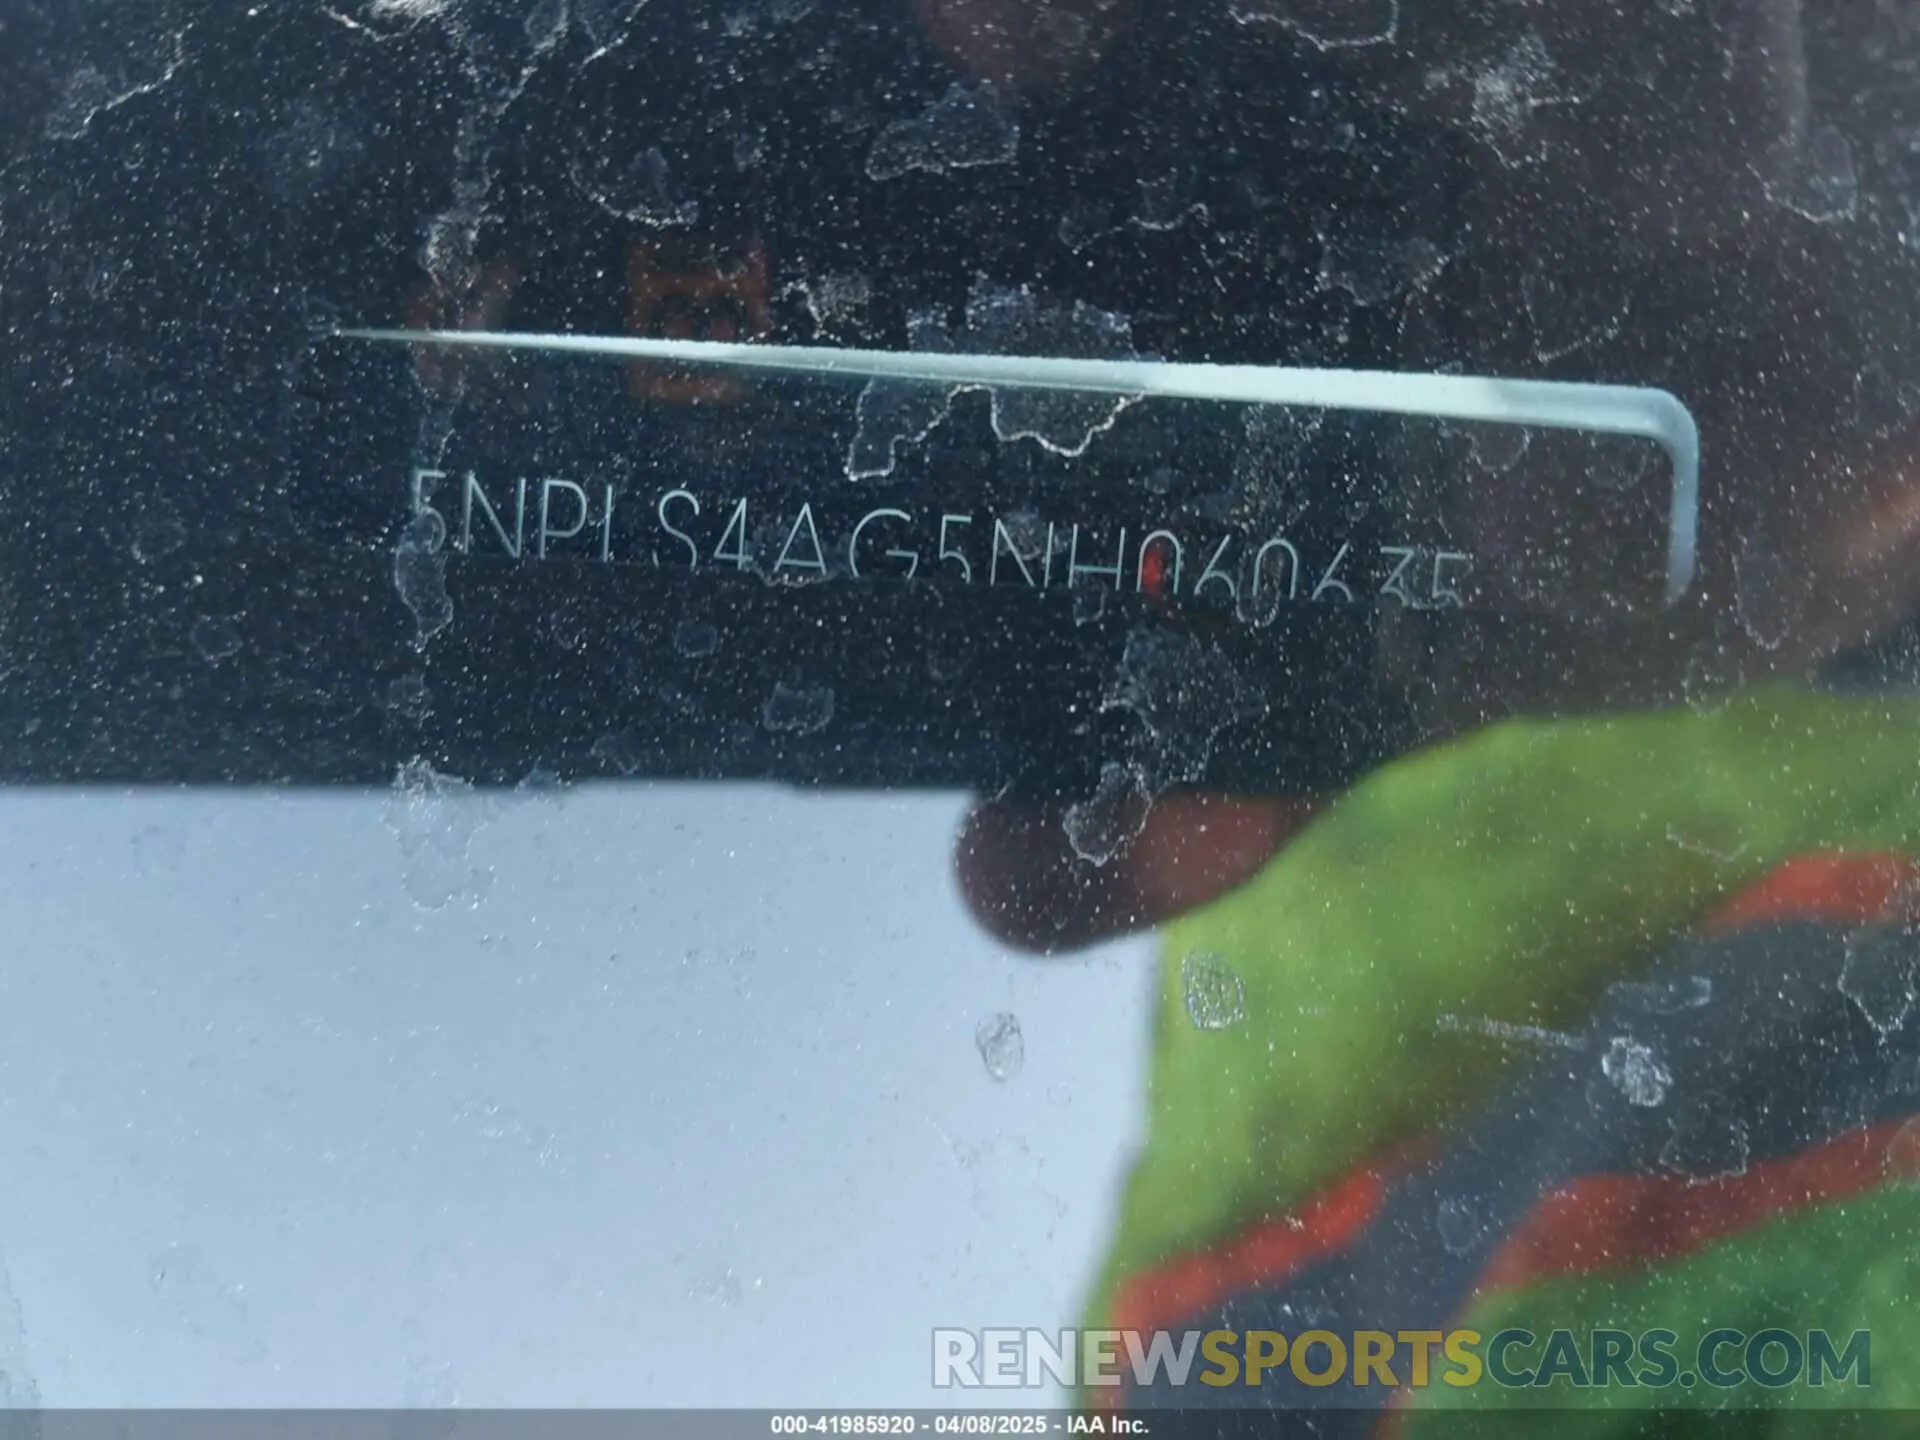 5NPLS4AG5NH060635
RENEWSPORTSCARS.COM
000-41985920 - 04/08/2025 - IAA Inc.